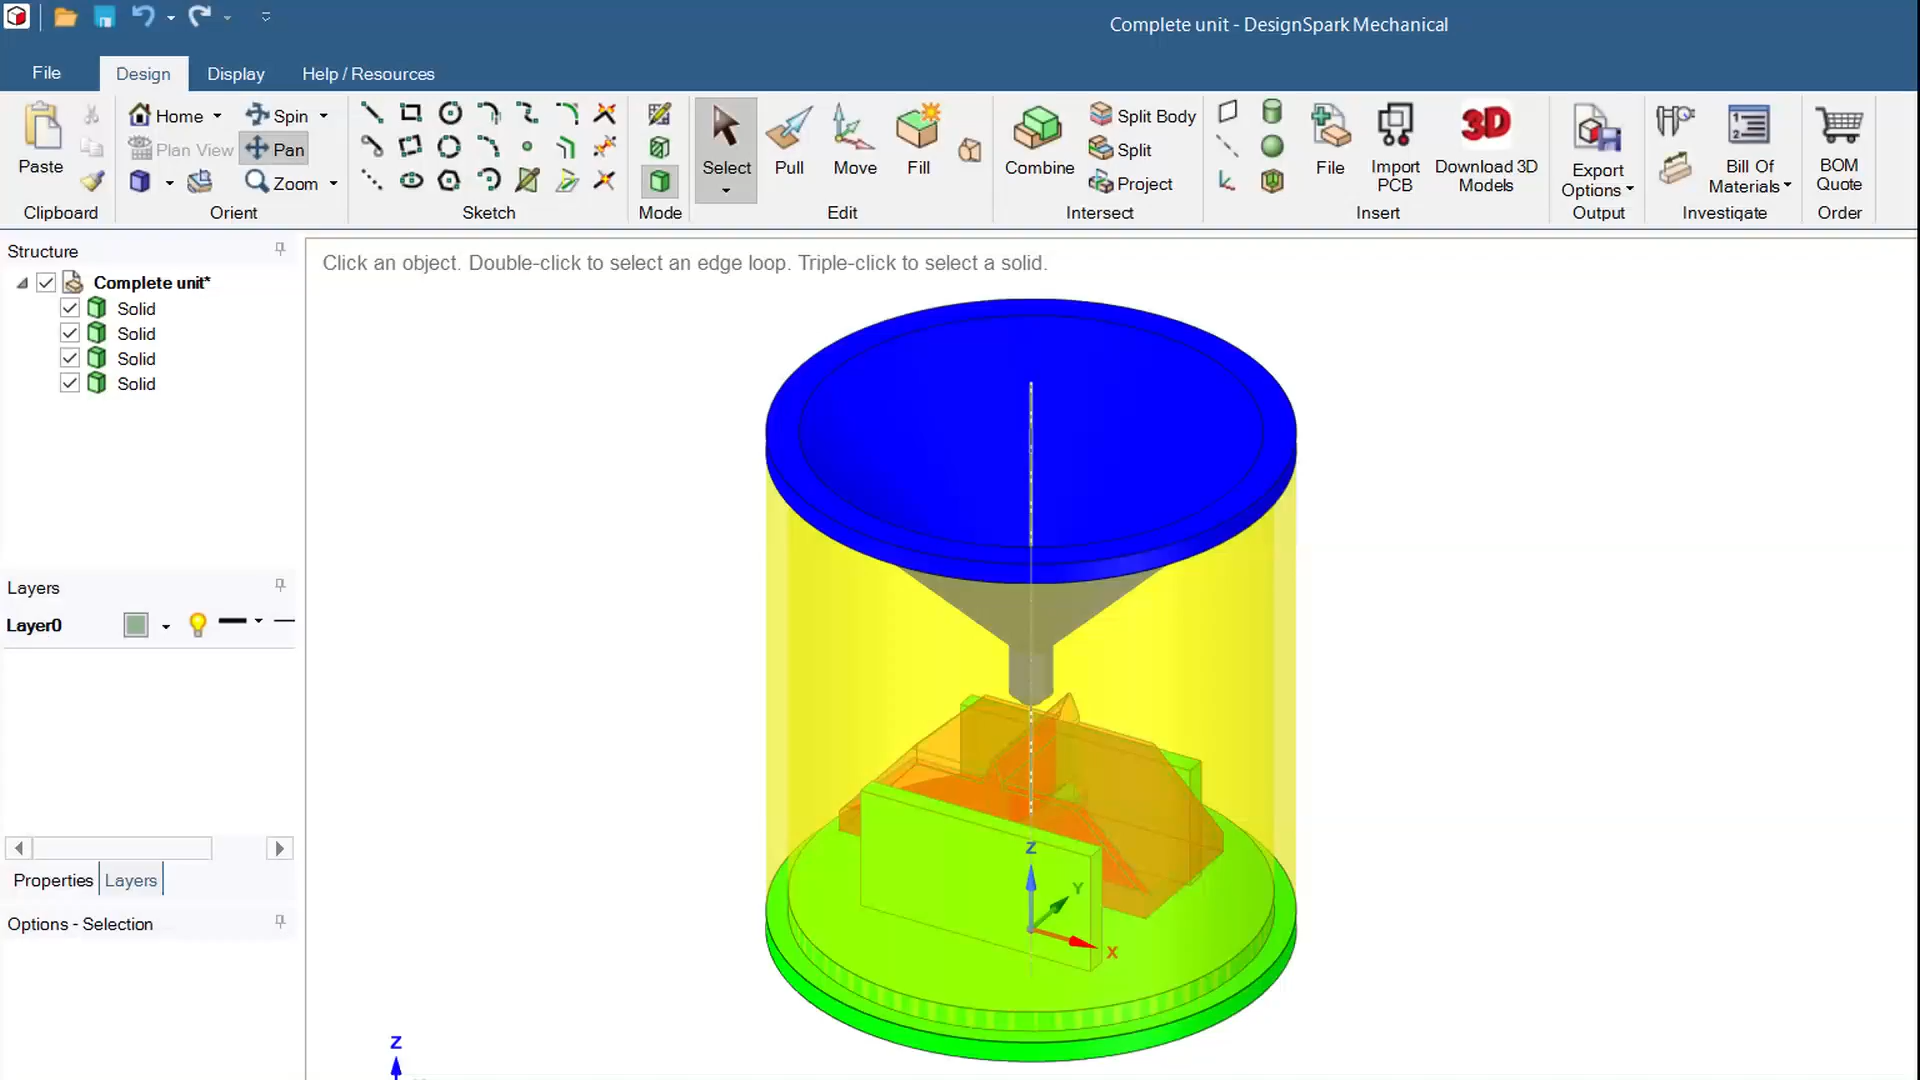 Complete unit - DesignSpark Mechanical
File Design Display Help / Resources
Paste
Clipboard
Home Spin
Plan View Pan
Zoom
Orient
Sketch
Mode
Select Pull Move Fill
Edit
Combine
Split Body
Split
Project
Intersect
File
Import
PCB
Download 3D
Models
3D
Insert
Export
Options
Output
Bill Of
Materials
Investigate
BOM
Quote
Order
Structure
Complete unit*
Solid
Solid
Solid
Solid
Click an object. Double-click to select an edge loop. Triple-click to select a solid.
Layers
Layer0
Properties Layers
Options - Selection
Z
Y
X
Z